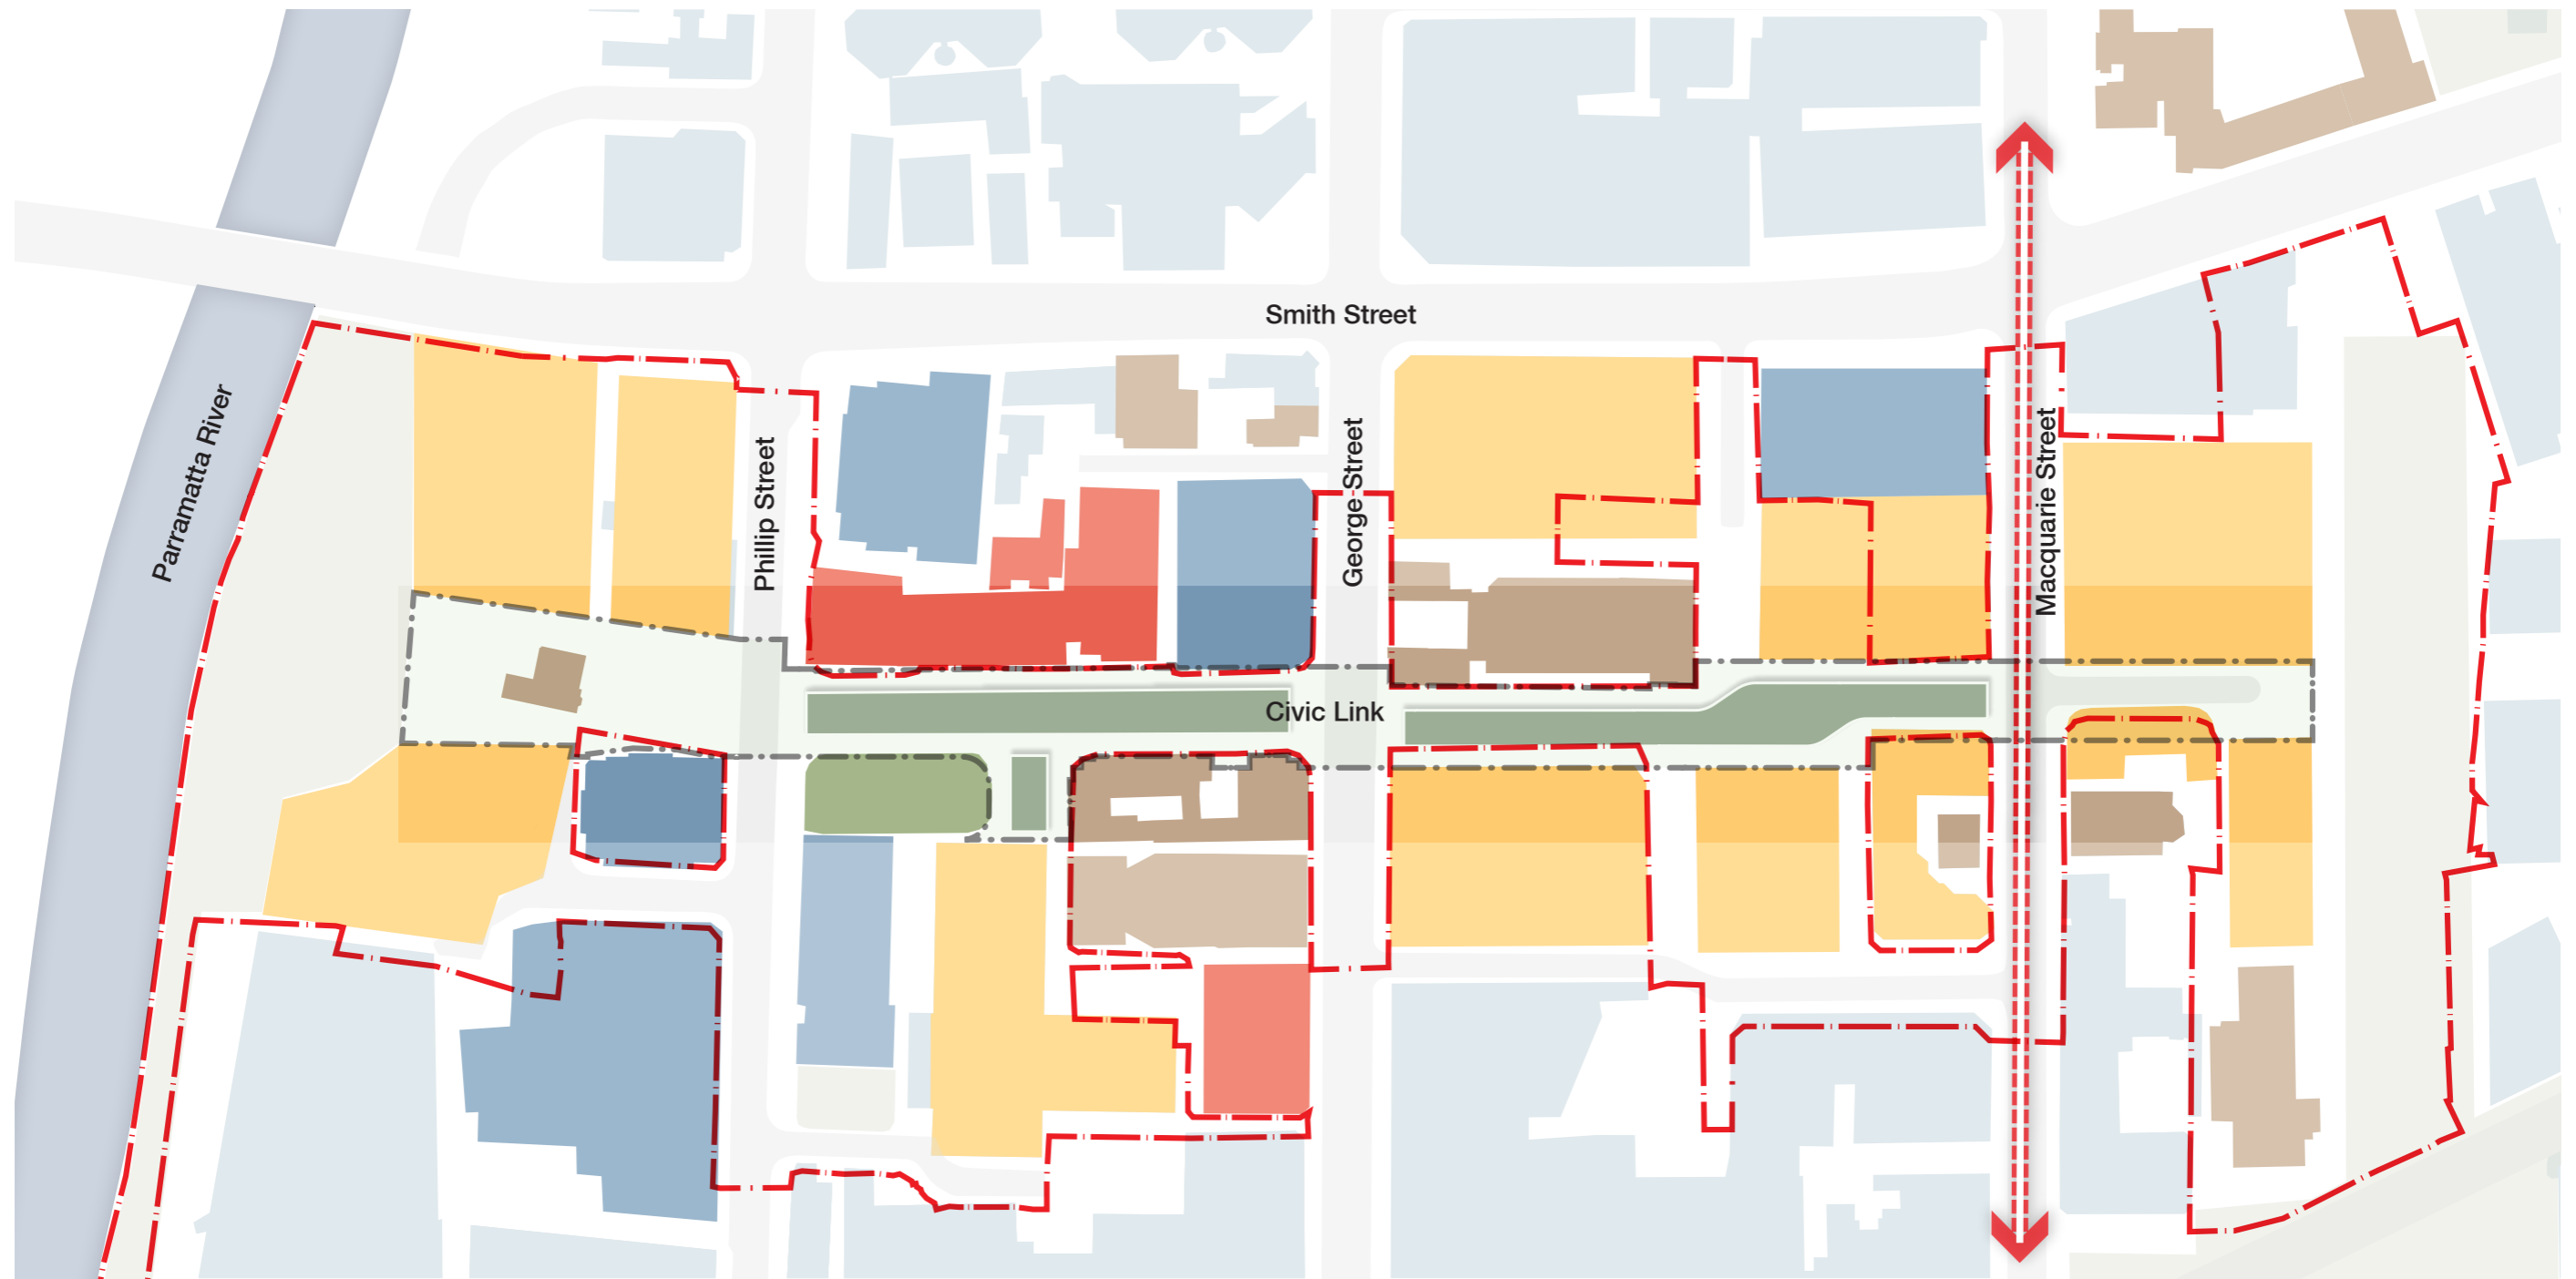 Smith Street
Parramatta River
Phillip Street
George Street
Macquarie Street
Civic Link